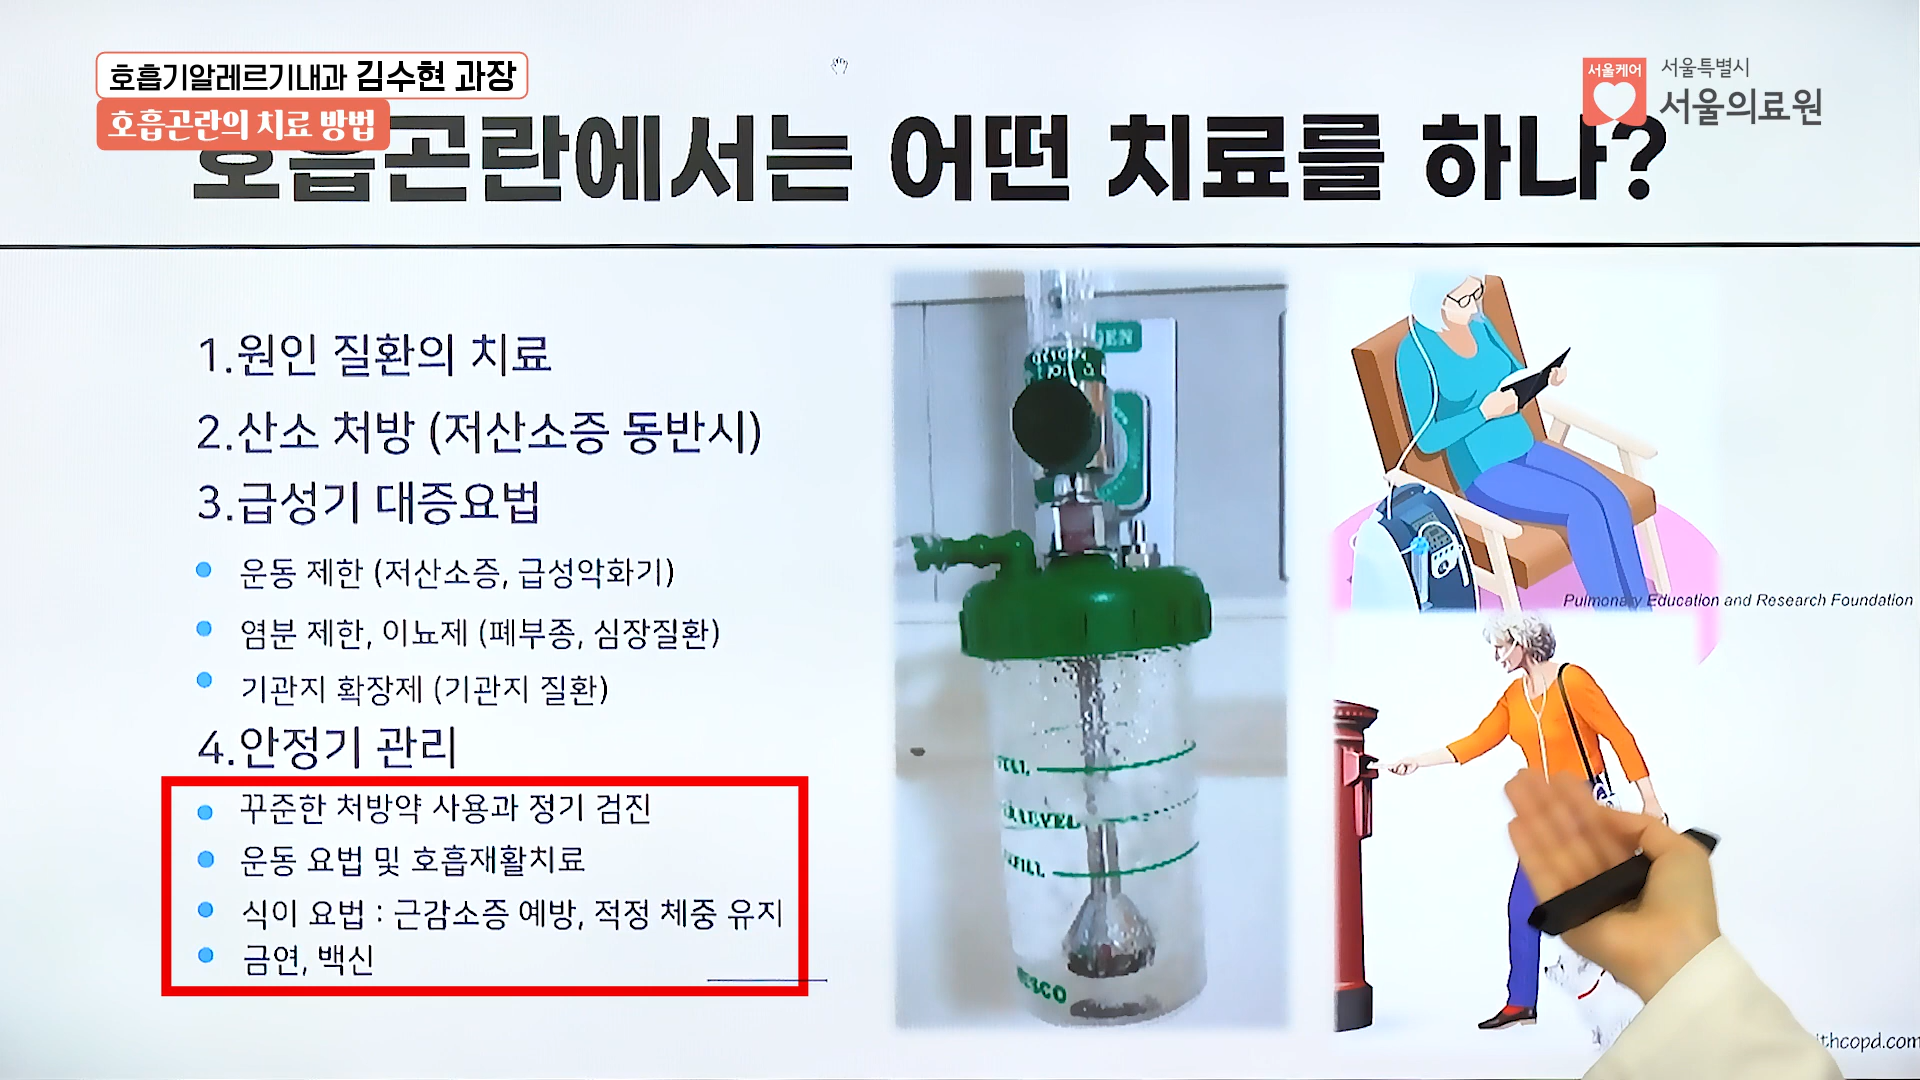 호흡기알레르기내과 김수현 과장
호흡곤란의 치료 방법
서울케어
서울특별시
서울의료원
호흡곤란에서는 어떤 치료를 하나?
1.원인 질환의 치료
2.산소 처방 (저산소증 동반시)
3.급성기 대증요법
운동 제한 (저산소증, 급성악화기)
염분 제한, 이뇨제 (폐부종, 심장질환)
기관지 확장제 (기관지 질환)
4.안정기 관리
꾸준한 처방약 사용과 정기 검진
운동 요법 및 호흡재활치료
식이 요법 : 근감소증 예방, 적정 체중 유지
금연, 백신
Pulmonary Education and Research Foundation
thcopd.com